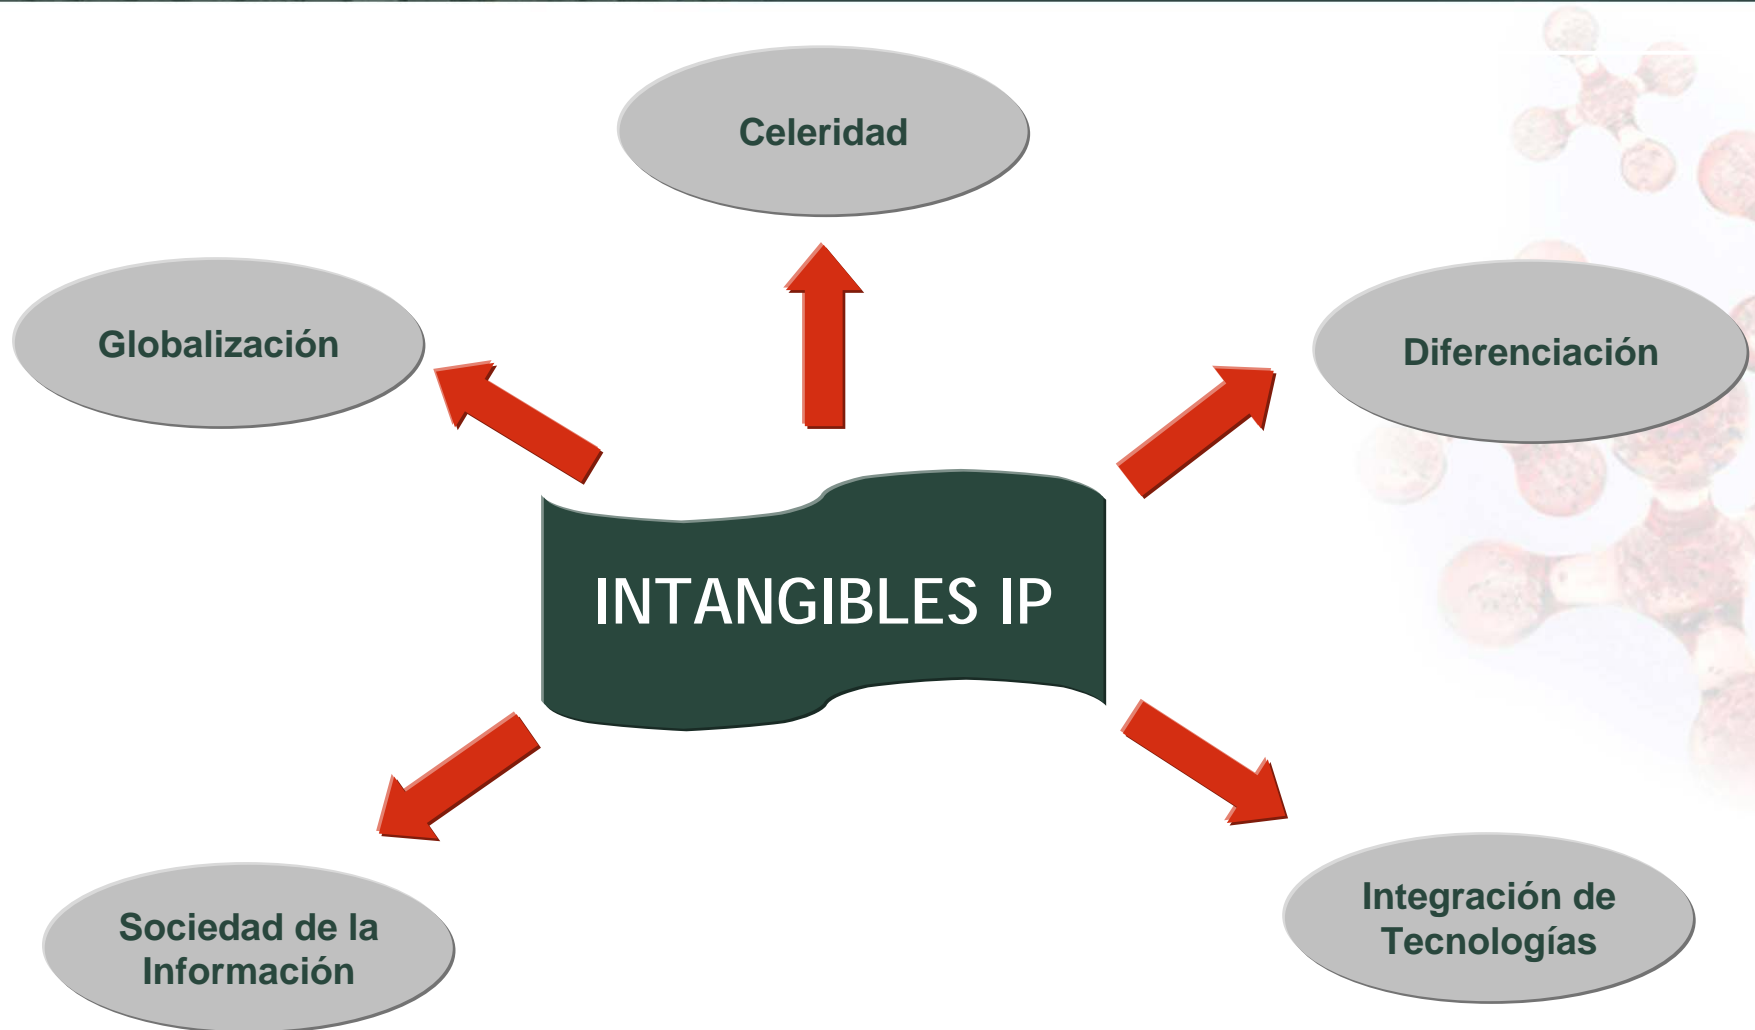 Celeridad
Globalización
Diferenciación
INTANGIBLES IP
Sociedad de la
Información
Integración de
Tecnologías